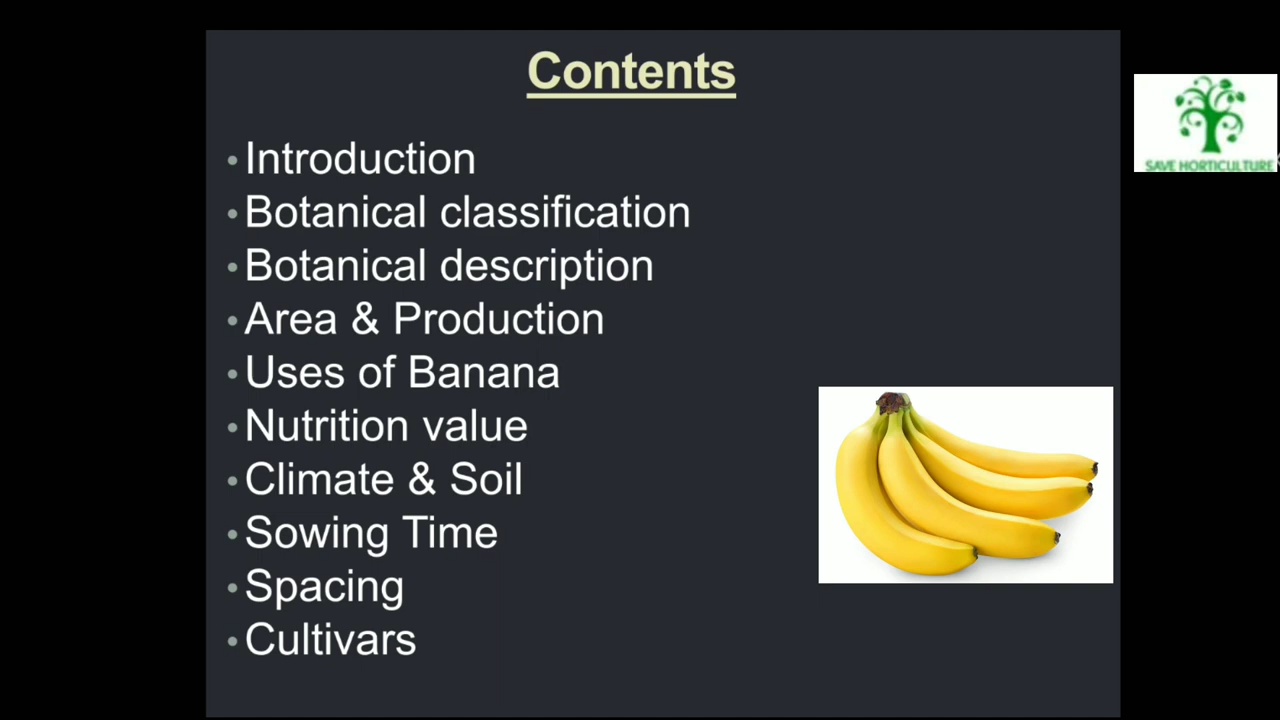 Contents
• Introduction
• Botanical classification
• Botanical description
• Area & Production
• Uses of Banana
• Nutrition value
• Climate & Soil
• Sowing Time
• Spacing
• Cultivars
SAVE HORTICULTURE